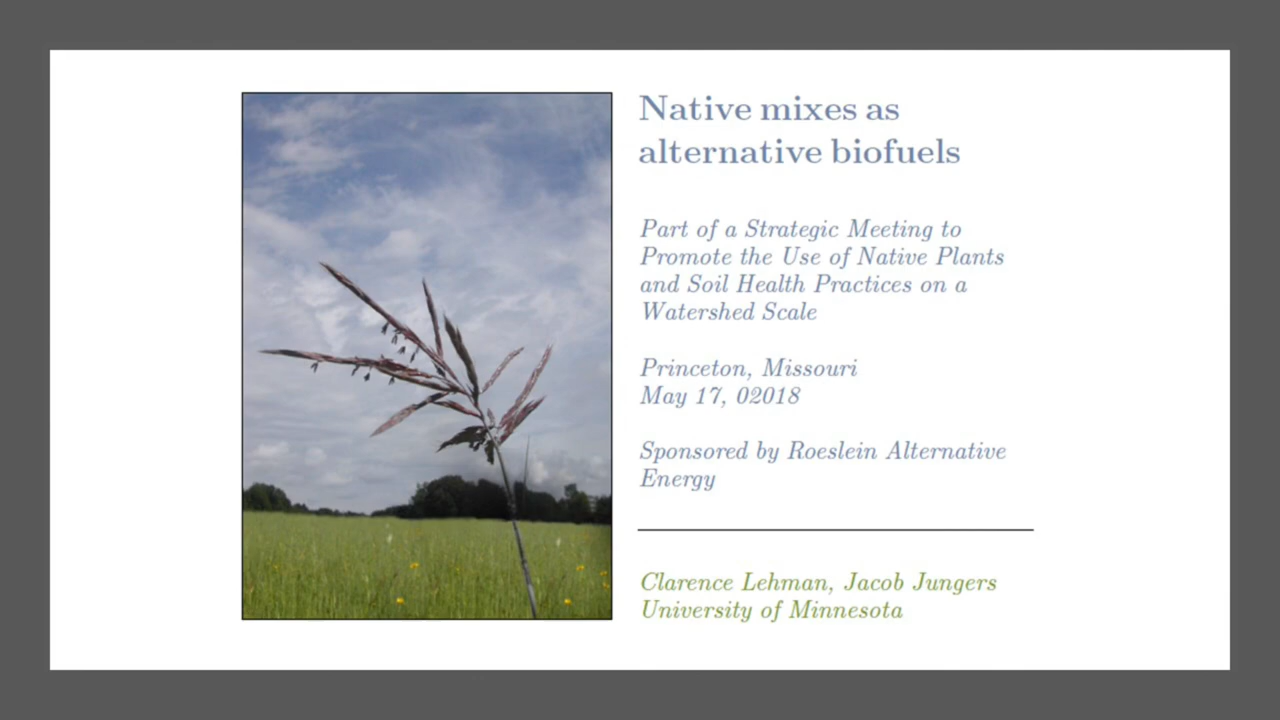 Native mixes as
alternative biofuels
Part of a Strategic Meeting to
Promote the Use of Native Plants
and Soil Health Practices on a
Watershed Scale
Princeton, Missouri
May 17, 02018
Sponsored by Roeslein Alternative
Energy
Clarence Lehman, Jacob Jungers
University of Minnesota